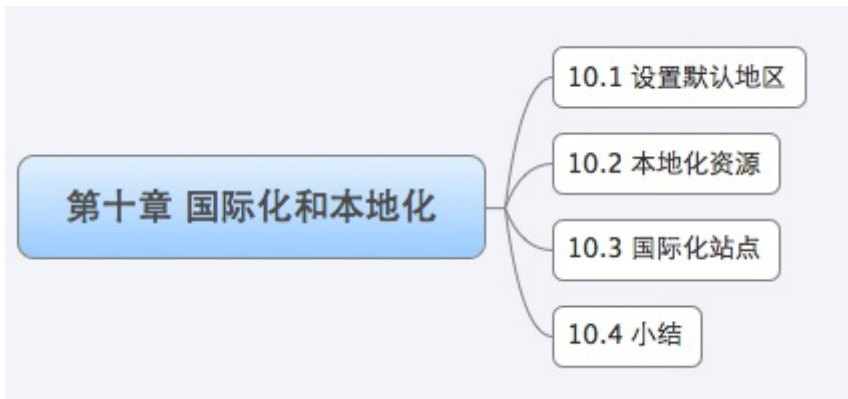 第十章 国际化和本地化
10.1 设置默认地区
10.2 本地化资源
10.3 国际化站点
10.4 小结